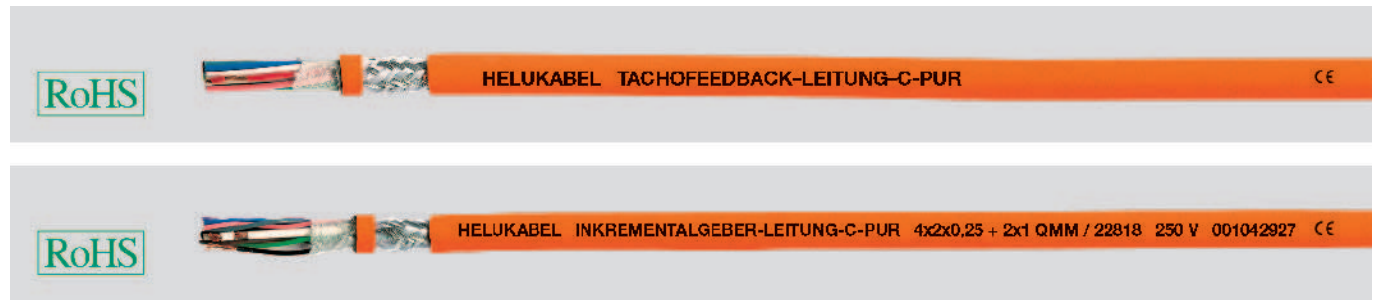 RoHS
HELUKABEL TACHOFEEDBACK-LEITUNG-C-PUR CE
RoHS
HELUKABEL INKREMENTALGEBER-LEITUNG-C-PUR 4x2x0,25 + 2x1 QMM / 22818 250 V 001042927 CE